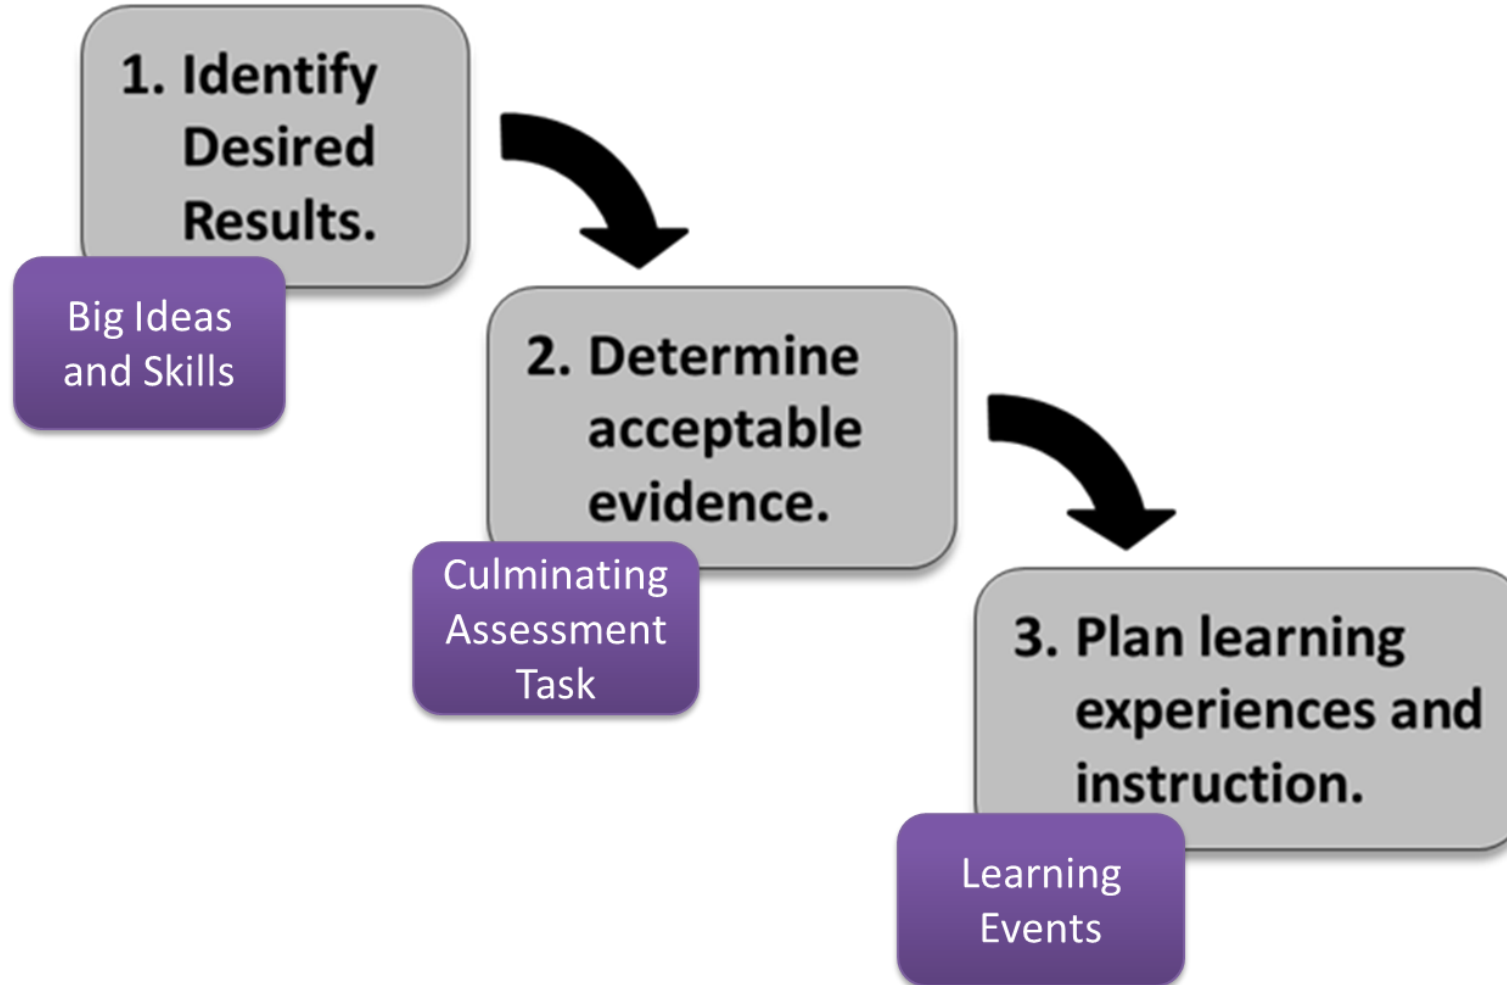 1. Identify
Desired
Results.
Big Ideas
and Skills
2. Determine
acceptable
evidence.
Culminating
Assessment
Task
3. Plan learning
experiences and
instruction.
Learning
Events